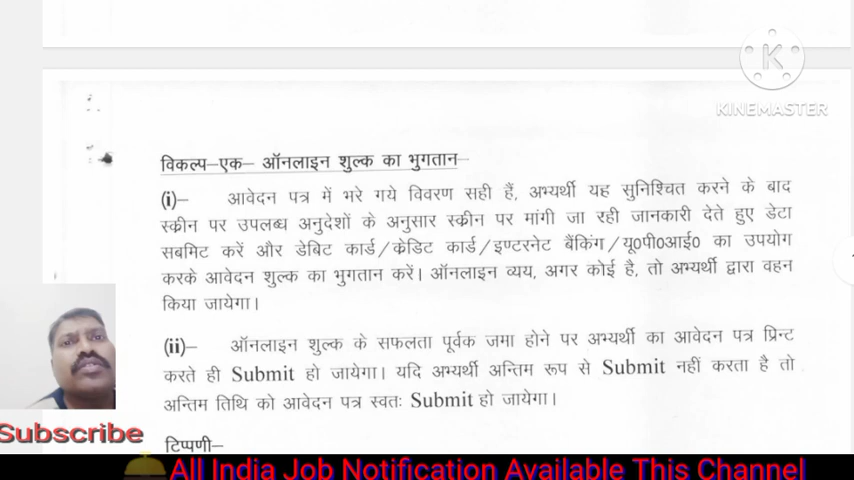 KINEMASTER
विकल्प–एक– ऑनलाइन शुल्क का भुगतान–
(i)– आवेदन पत्र में भरे गये विवरण सही हैं, अभ्यर्थी यह सुनिश्चित करने के बाद
स्क्रीन पर उपलब्ध अनुदेशों के अनुसार स्क्रीन पर मांगी जा रही जानकारी देते हुए डेटा
सबमिट करें और डेबिट कार्ड/क्रेडिट कार्ड/इण्टरनेट बैंकिंग/यू0पी0आई0 का उपयोग
करके आवेदन शुल्क का भुगतान करें। ऑनलाइन व्यय, अगर कोई है, तो अभ्यर्थी द्वारा वहन
किया जायेगा।
(ii)– ऑनलाइन शुल्क के सफलता पूर्वक जमा होने पर अभ्यर्थी का आवेदन पत्र प्रिन्ट
करते ही Submit हो जायेगा। यदि अभ्यर्थी अन्तिम रूप से Submit नहीं करता है तो
अन्तिम तिथि को आवेदन पत्र स्वतः Submit हो जायेगा।
टिप्पणी–
Subscribe
All India Job Notification Available This Channel